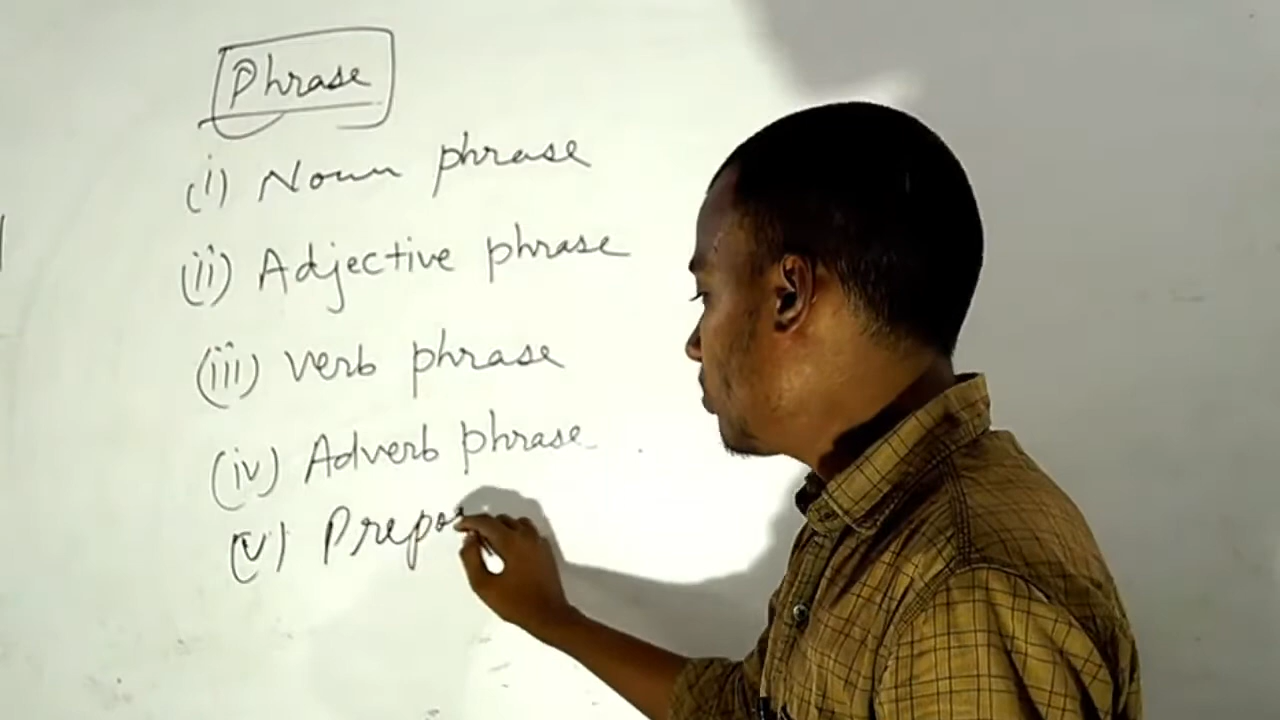 Phrase
(i) Noun phrase
(ii) Adjective phrase
(iii) verb phrase
(iv) Adverb phrase
(v) Prepos